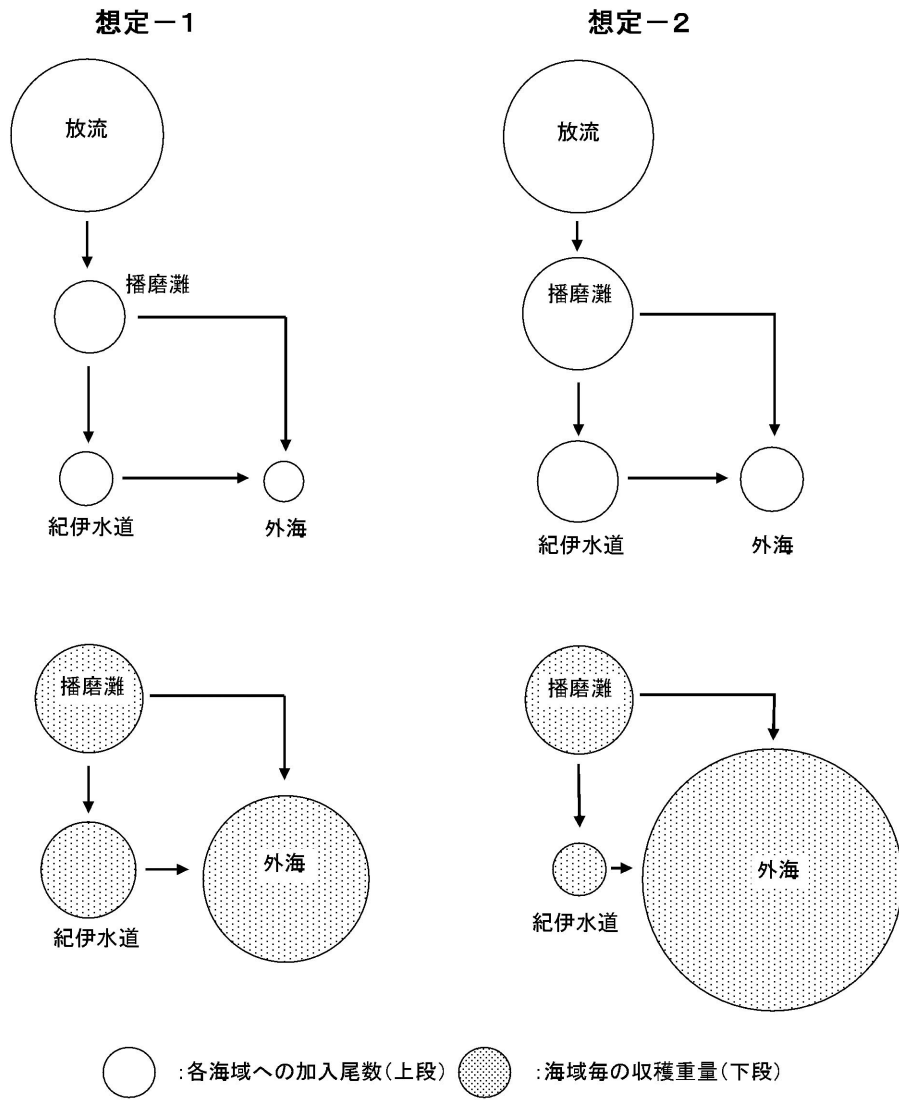 想定－1
想定－2
放流
放流
播磨灘
播磨灘
紀伊水道
外海
紀伊水道
外海
播磨灘
播磨灘
外海
外海
紀伊水道
紀伊水道
：各海域への加入尾数（上段）
：海域毎の収穫重量（下段）